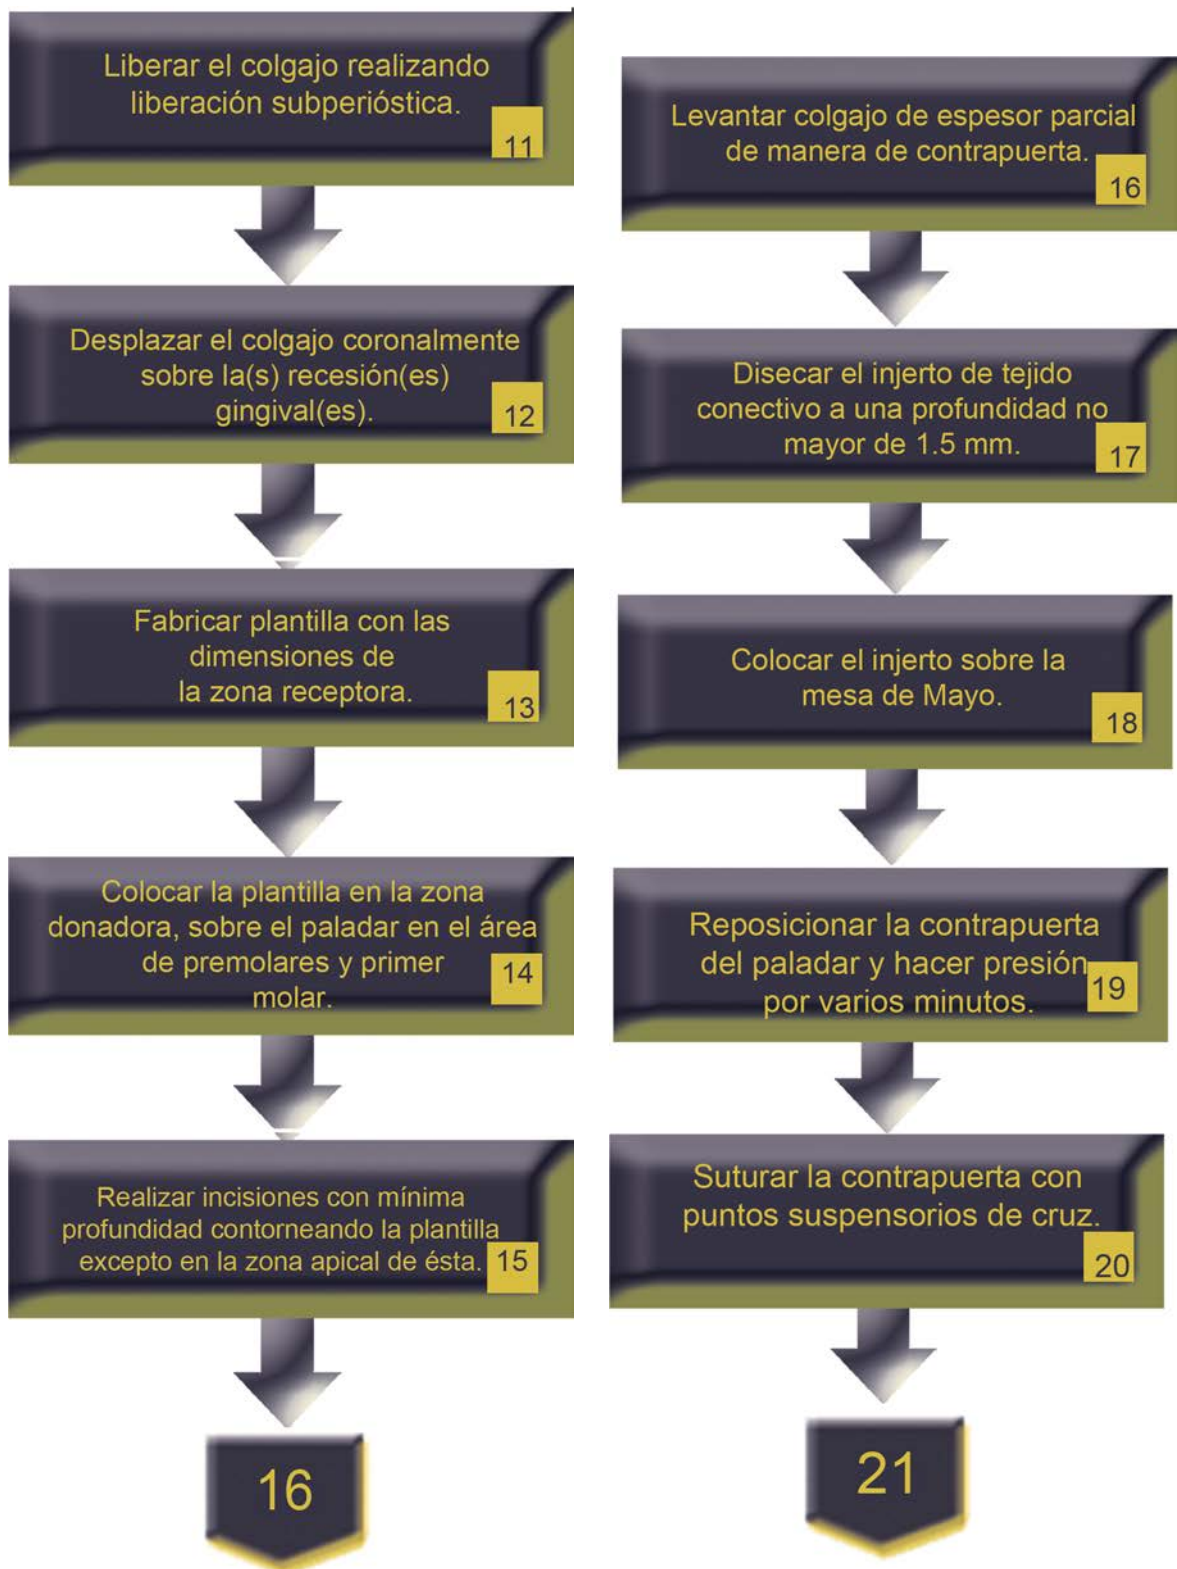 Liberar el colgajo realizando
liberación subperióstica.
11
Desplazar el colgajo coronalmente
sobre la(s) recesión(es)
gingival(es).
12
Fabricar plantilla con las
dimensiones de
la zona receptora.
13
Colocar la plantilla en la zona
donadora, sobre el paladar en el área
de premolares y primer
molar.
14
Realizar incisiones con mínima
profundidad contorneando la plantilla
excepto en la zona apical de ésta.
15
16
Levantar colgajo de espesor parcial
de manera de contrapuerta.
16
Disecar el injerto de tejido
conectivo a una profundidad no
mayor de 1.5 mm.
17
Colocar el injerto sobre la
mesa de Mayo.
18
Reposicionar la contrapuerta
del paladar y hacer presión
por varios minutos.
19
Suturar la contrapuerta con
puntos suspensorios de cruz.
20
21